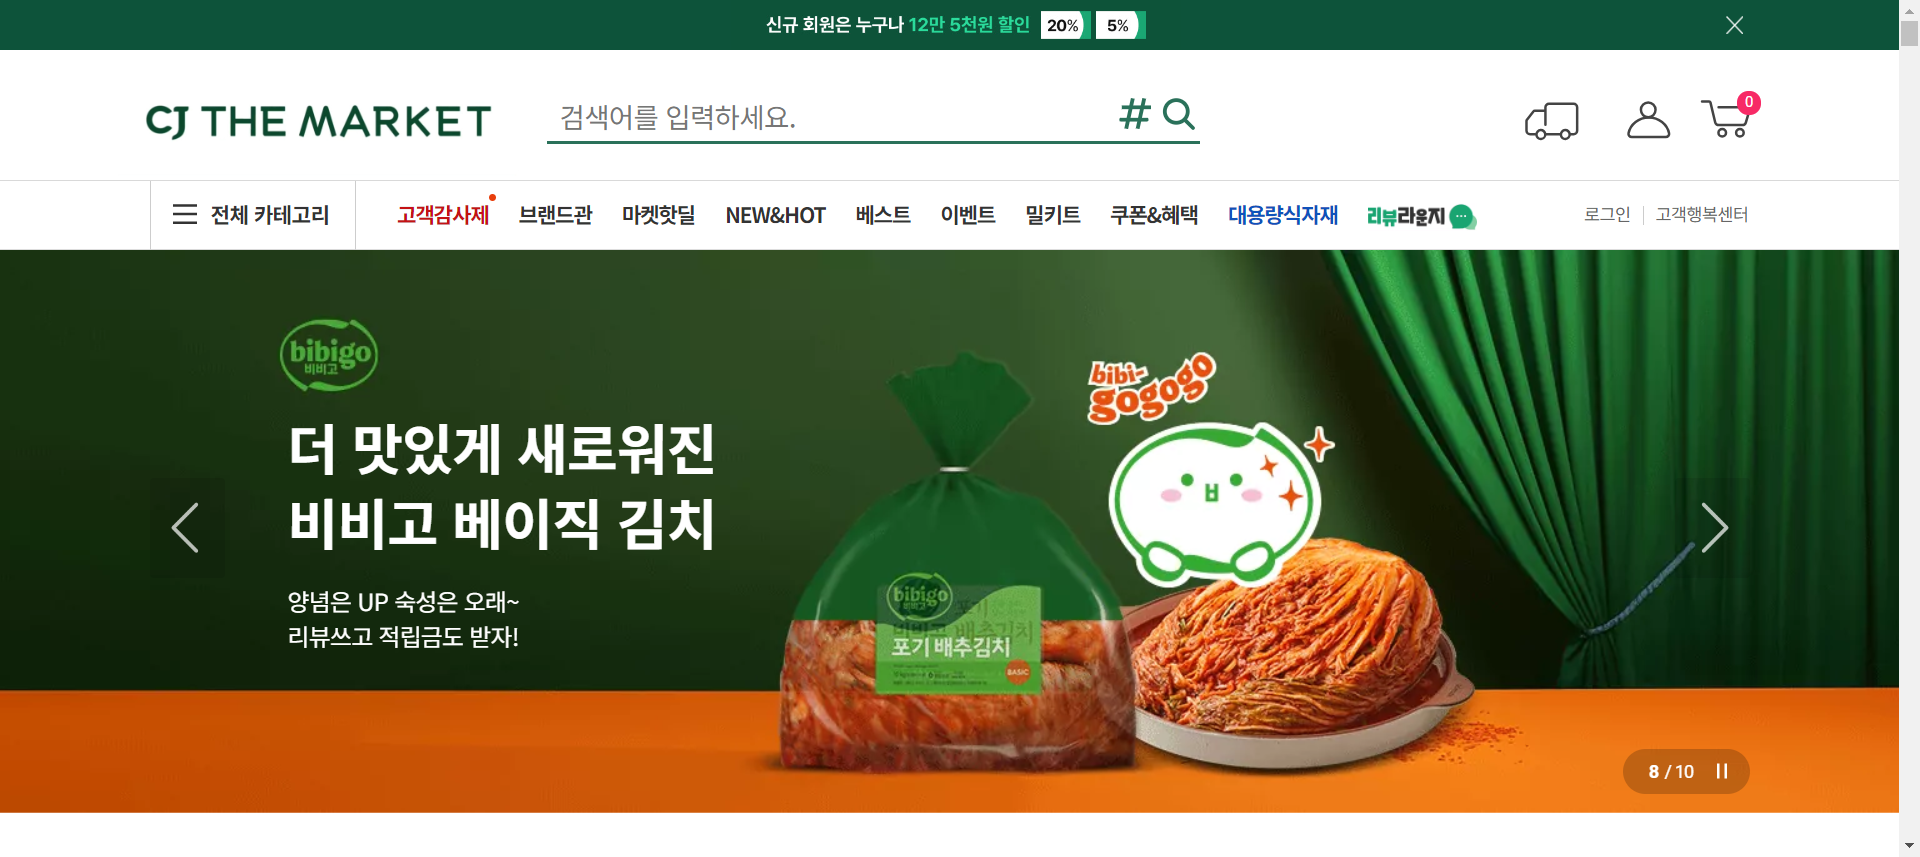 신규 회원은 누구나 12만 5천원 할인 20% 5%
CJ THE MARKET
검색어를 입력하세요.
#
0
전체 카테고리 고객감사제 브랜드관 마켓핫딜 NEW&HOT 베스트 이벤트 밀키트 쿠폰&혜택 대용량식자재 리뷰라운지 로그인 고객행복센터
bibigo
비비고
더 맛있게 새로워진
비비고 베이직 김치
양념은 UP 숙성은 오래~
리뷰쓰고 적립금도 받자!
bibi-
gogogo
bibigo
비비고
포기 배추김치
BASIC
8 / 10